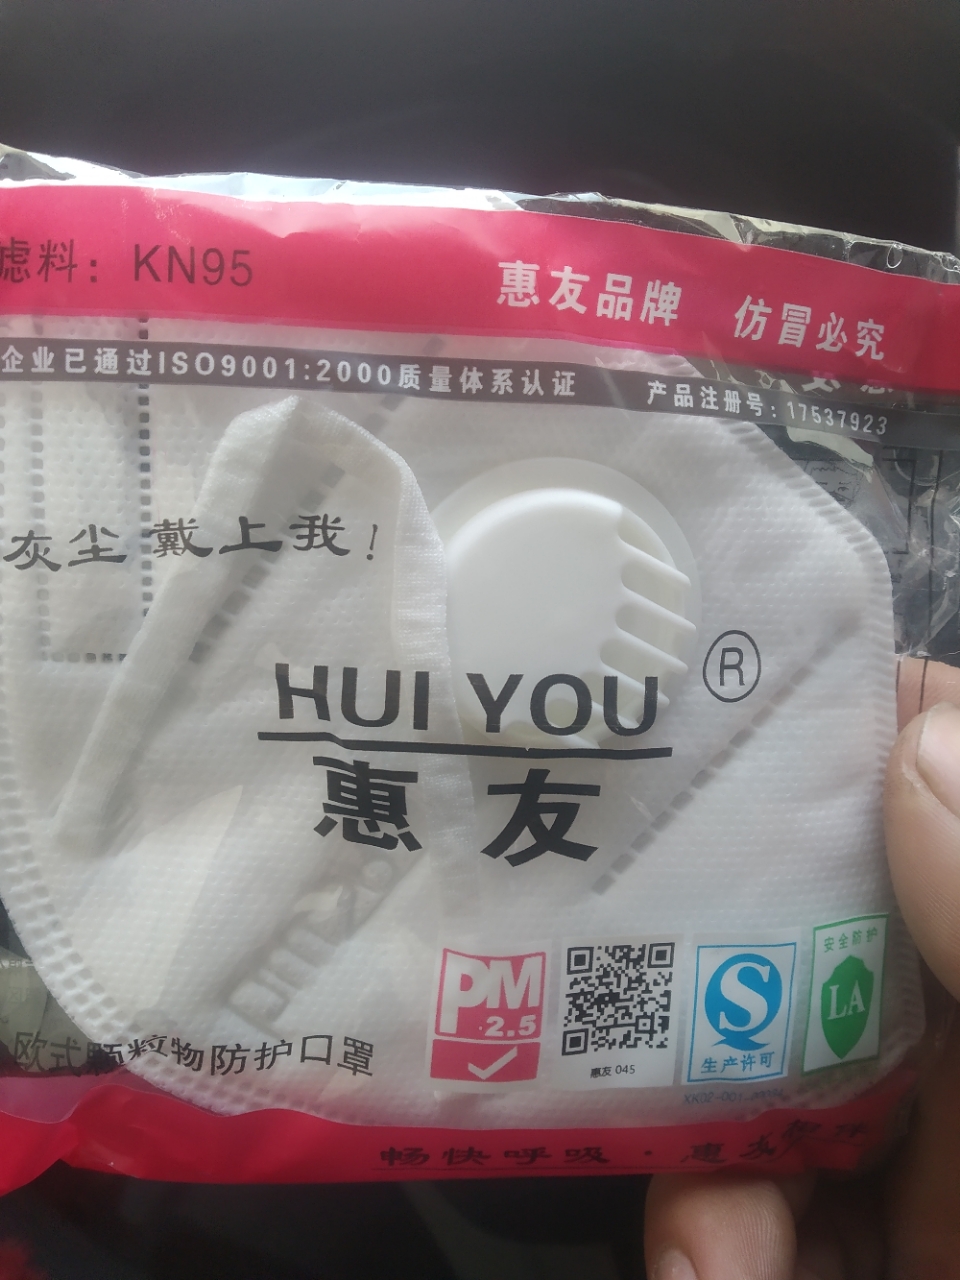 滤料：KN95
惠友品牌 仿冒必究
企业已通过ISO9001:2000质量体系认证
产品注册号：17537923
灰尘 戴上我！
HUI YOU ®
惠友
PM
2.5
惠友 045
生产许可
安全防护
LA
欧式颗粒物防护口罩
畅快呼吸·惠友